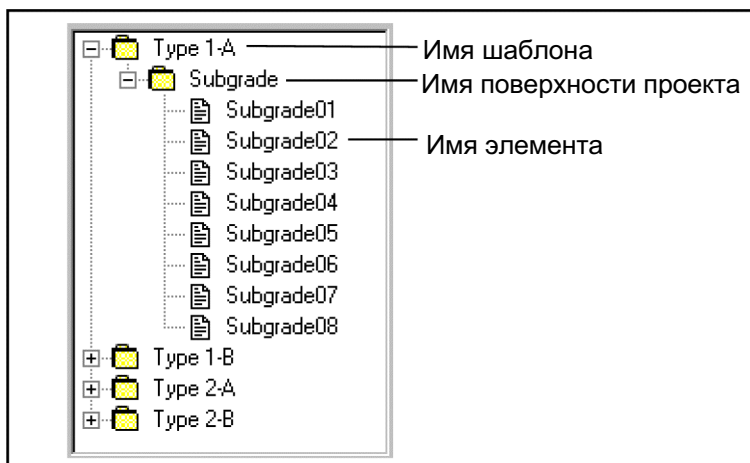 Type 1-A Имя шаблона
Subgrade Имя поверхности проекта
Subgrade01
Subgrade02 Имя элемента
Subgrade03
Subgrade04
Subgrade05
Subgrade06
Subgrade07
Subgrade08
Type 1-B
Type 2-A
Type 2-B